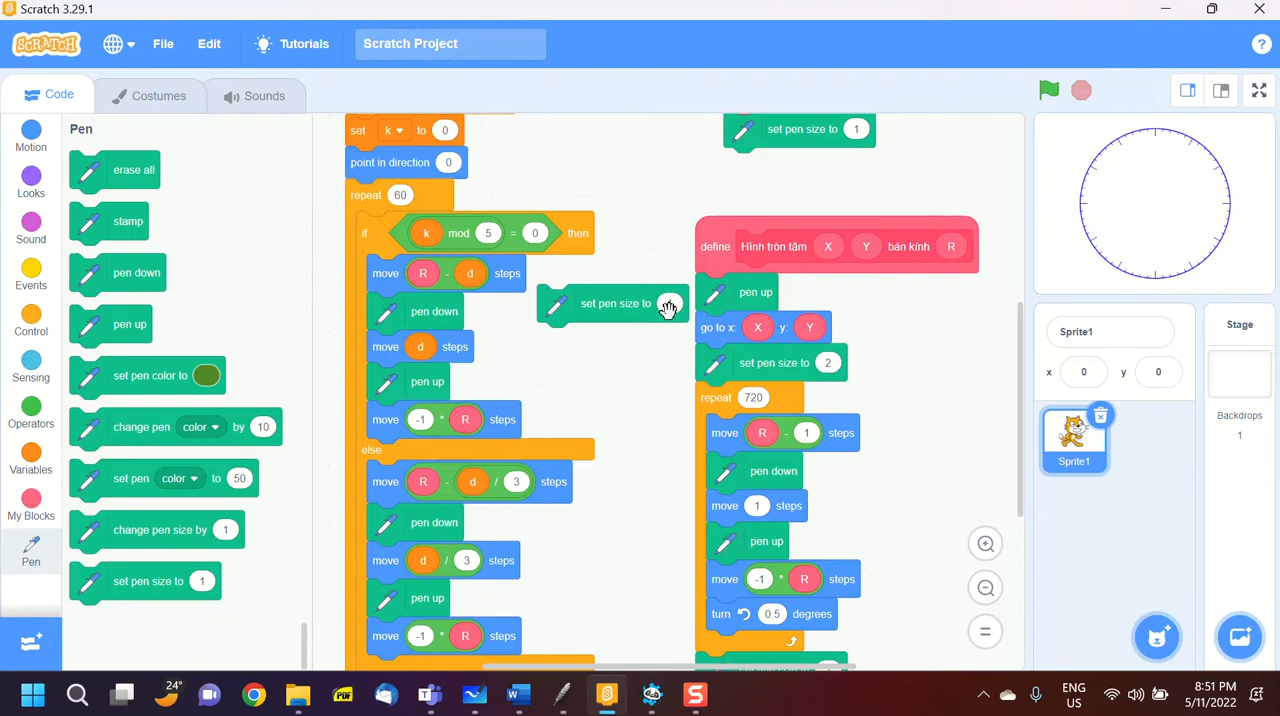 Scratch 3.29.1
SCRATCH
File
Edit
Tutorials
Scratch Project
?
Code
Costumes
Sounds
Motion
Looks
Sound
Events
Control
Sensing
Operators
Variables
My Blocks
Pen
Pen
erase all
stamp
pen down
pen up
set pen color to
change pen color by 10
set pen color to 50
change pen size by 1
set pen size to 1
set k to 0
point in direction 0
repeat 60
if k mod 5 = 0 then
move R - d steps
pen down
move d steps
pen up
move -1 * R steps
else
move R - d / 3 steps
pen down
move d / 3 steps
pen up
move -1 * R steps
set pen size to
set pen size to 1
define Hình tròn tâm X Y bán kính R
pen up
go to x: X y: Y
set pen size to 2
repeat 720
move R - 1 steps
pen down
move 1 steps
pen up
move -1 * R steps
turn 0.5 degrees
Sprite1
x 0 y 0
Sprite1
Stage
Backdrops
1
24°
PDF
ENG
US
8:51 PM
5/11/2022